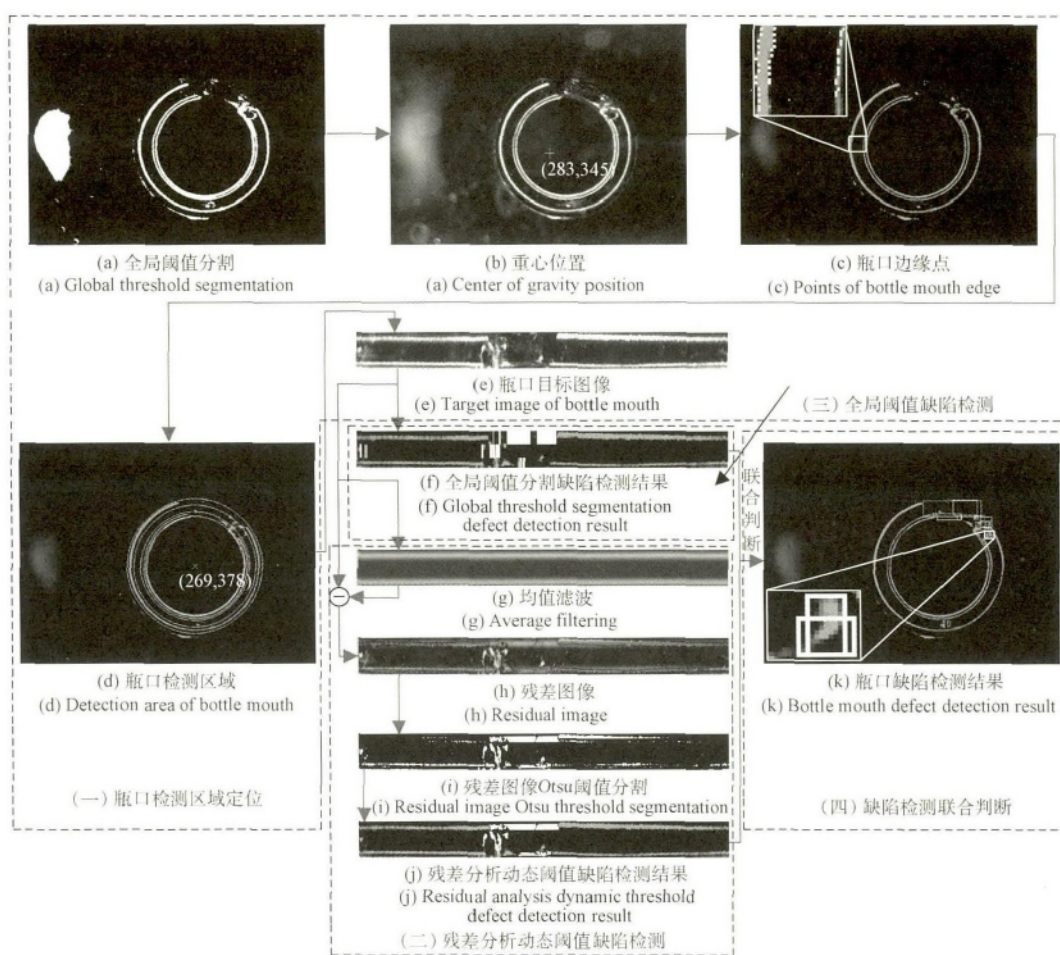 (283,345)
(a) 全局阈值分割
(a) Global threshold segmentation
(b) 重心位置
(a) Center of gravity position
(c) 瓶口边缘点
(c) Points of bottle mouth edge
(e) 瓶口目标图像
(e) Target image of bottle mouth
(三) 全局阈值缺陷检测
(f) 全局阈值分割缺陷检测结果
(f) Global threshold segmentation
defect detection result
联合判断
(269,378)
(g) 均值滤波
(g) Average filtering
(d) 瓶口检测区域
(d) Detection area of bottle mouth
(h) 残差图像
(h) Residual image
(k) 瓶口缺陷检测结果
(k) Bottle mouth defect detection result
(i) 残差图像Otsu阈值分割
(i) Residual image Otsu threshold segmentation
(一) 瓶口检测区域定位
(四) 缺陷检测联合判断
(j) 残差分析动态阈值缺陷检测结果
(j) Residual analysis dynamic threshold
defect detection result
(二) 残差分析动态阈值缺陷检测